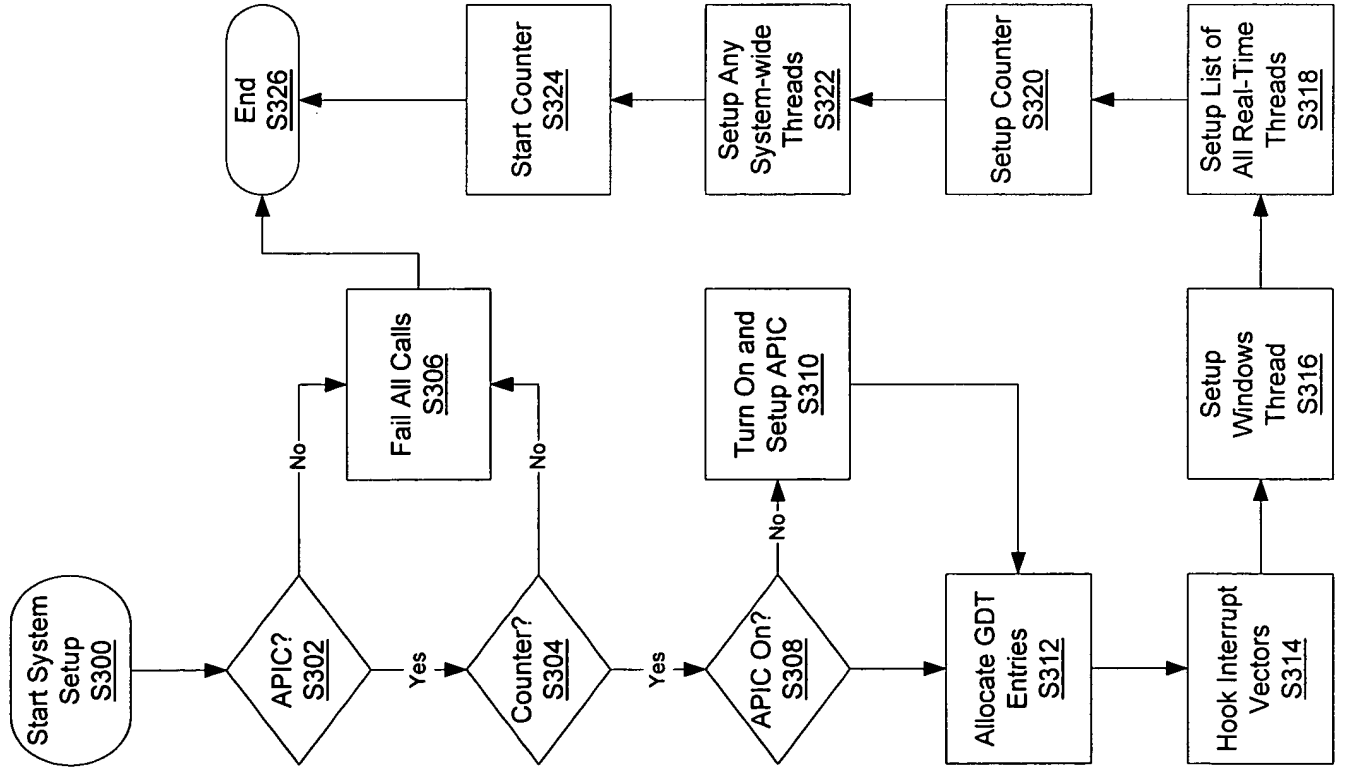 Start System
Setup
S300
APIC?
S302
No
Yes
Counter?
S304
No
Yes
Fail All Calls
S306
APIC On?
S308
No
Turn On and
Setup APIC
S310
Allocate GDT
Entries
S312
Hook Interrupt
Vectors
S314
Setup
Windows
Thread
S316
Setup List of
All Real-Time
Threads
S318
Setup Counter
S320
Setup Any
System-wide
Threads
S322
Start Counter
S324
End
S326